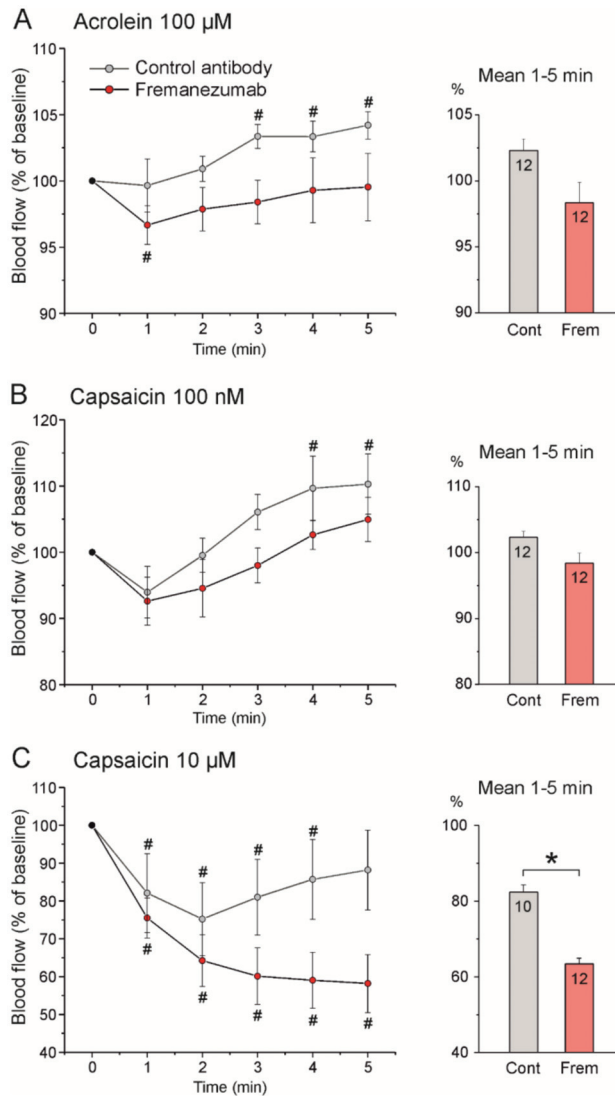 A Acrolein 100 µM
Blood flow (% of baseline)
110
105
100
95
90
Control antibody
Fremanezumab
# # #
#
0 1 2 3 4 5
Time (min)
Mean 1-5 min
%
105
100
95
90
12 12
Cont Frem
B Capsaicin 100 nM
Blood flow (% of baseline)
120
110
100
90
80
# #
0 1 2 3 4 5
Time (min)
Mean 1-5 min
%
120
110
100
90
80
12 12
Cont Frem
C Capsaicin 10 µM
Blood flow (% of baseline)
110
100
90
80
70
60
50
40
# # # #
# # # # #
0 1 2 3 4 5
Time (min)
Mean 1-5 min
%
100
80
60
40
*
10 12
Cont Frem